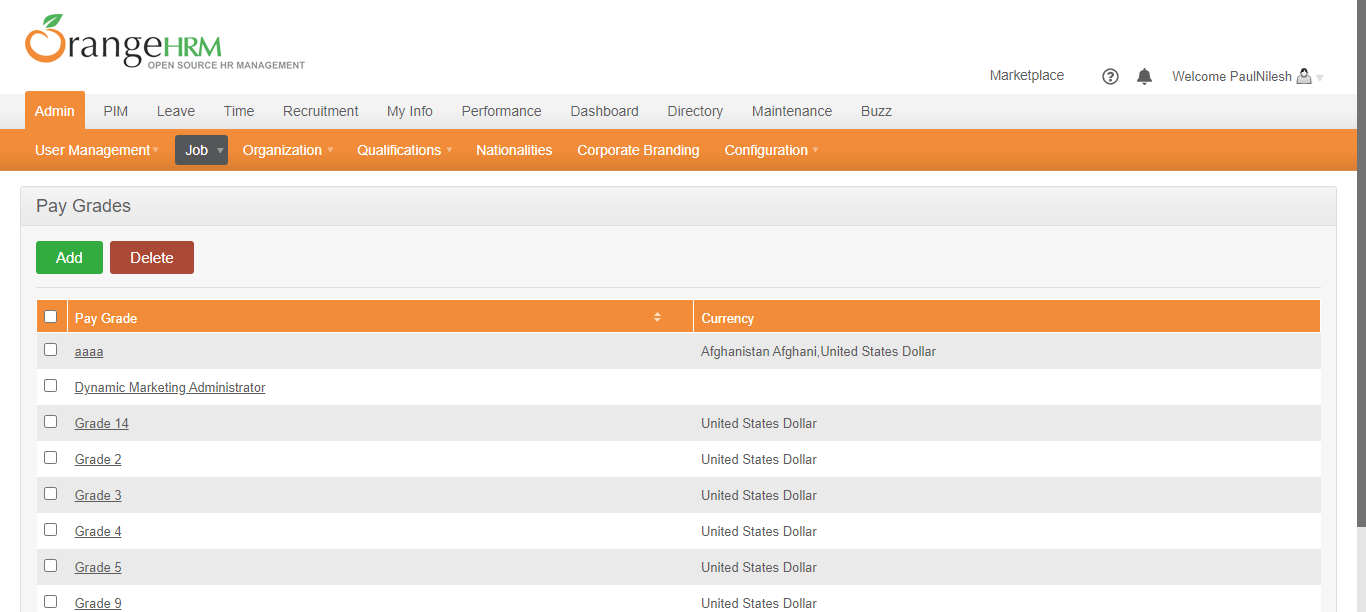 OrangeHRM
OPEN SOURCE HR MANAGEMENT
Marketplace ? Welcome PaulNilesh
Admin PIM Leave Time Recruitment My Info Performance Dashboard Directory Maintenance Buzz
User Management Job Organization Qualifications Nationalities Corporate Branding Configuration
Pay Grades
Add Delete
Pay Grade Currency
aaaa Afghanistan Afghani,United States Dollar
Dynamic Marketing Administrator
Grade 14 United States Dollar
Grade 2 United States Dollar
Grade 3 United States Dollar
Grade 4 United States Dollar
Grade 5 United States Dollar
Grade 9 United States Dollar